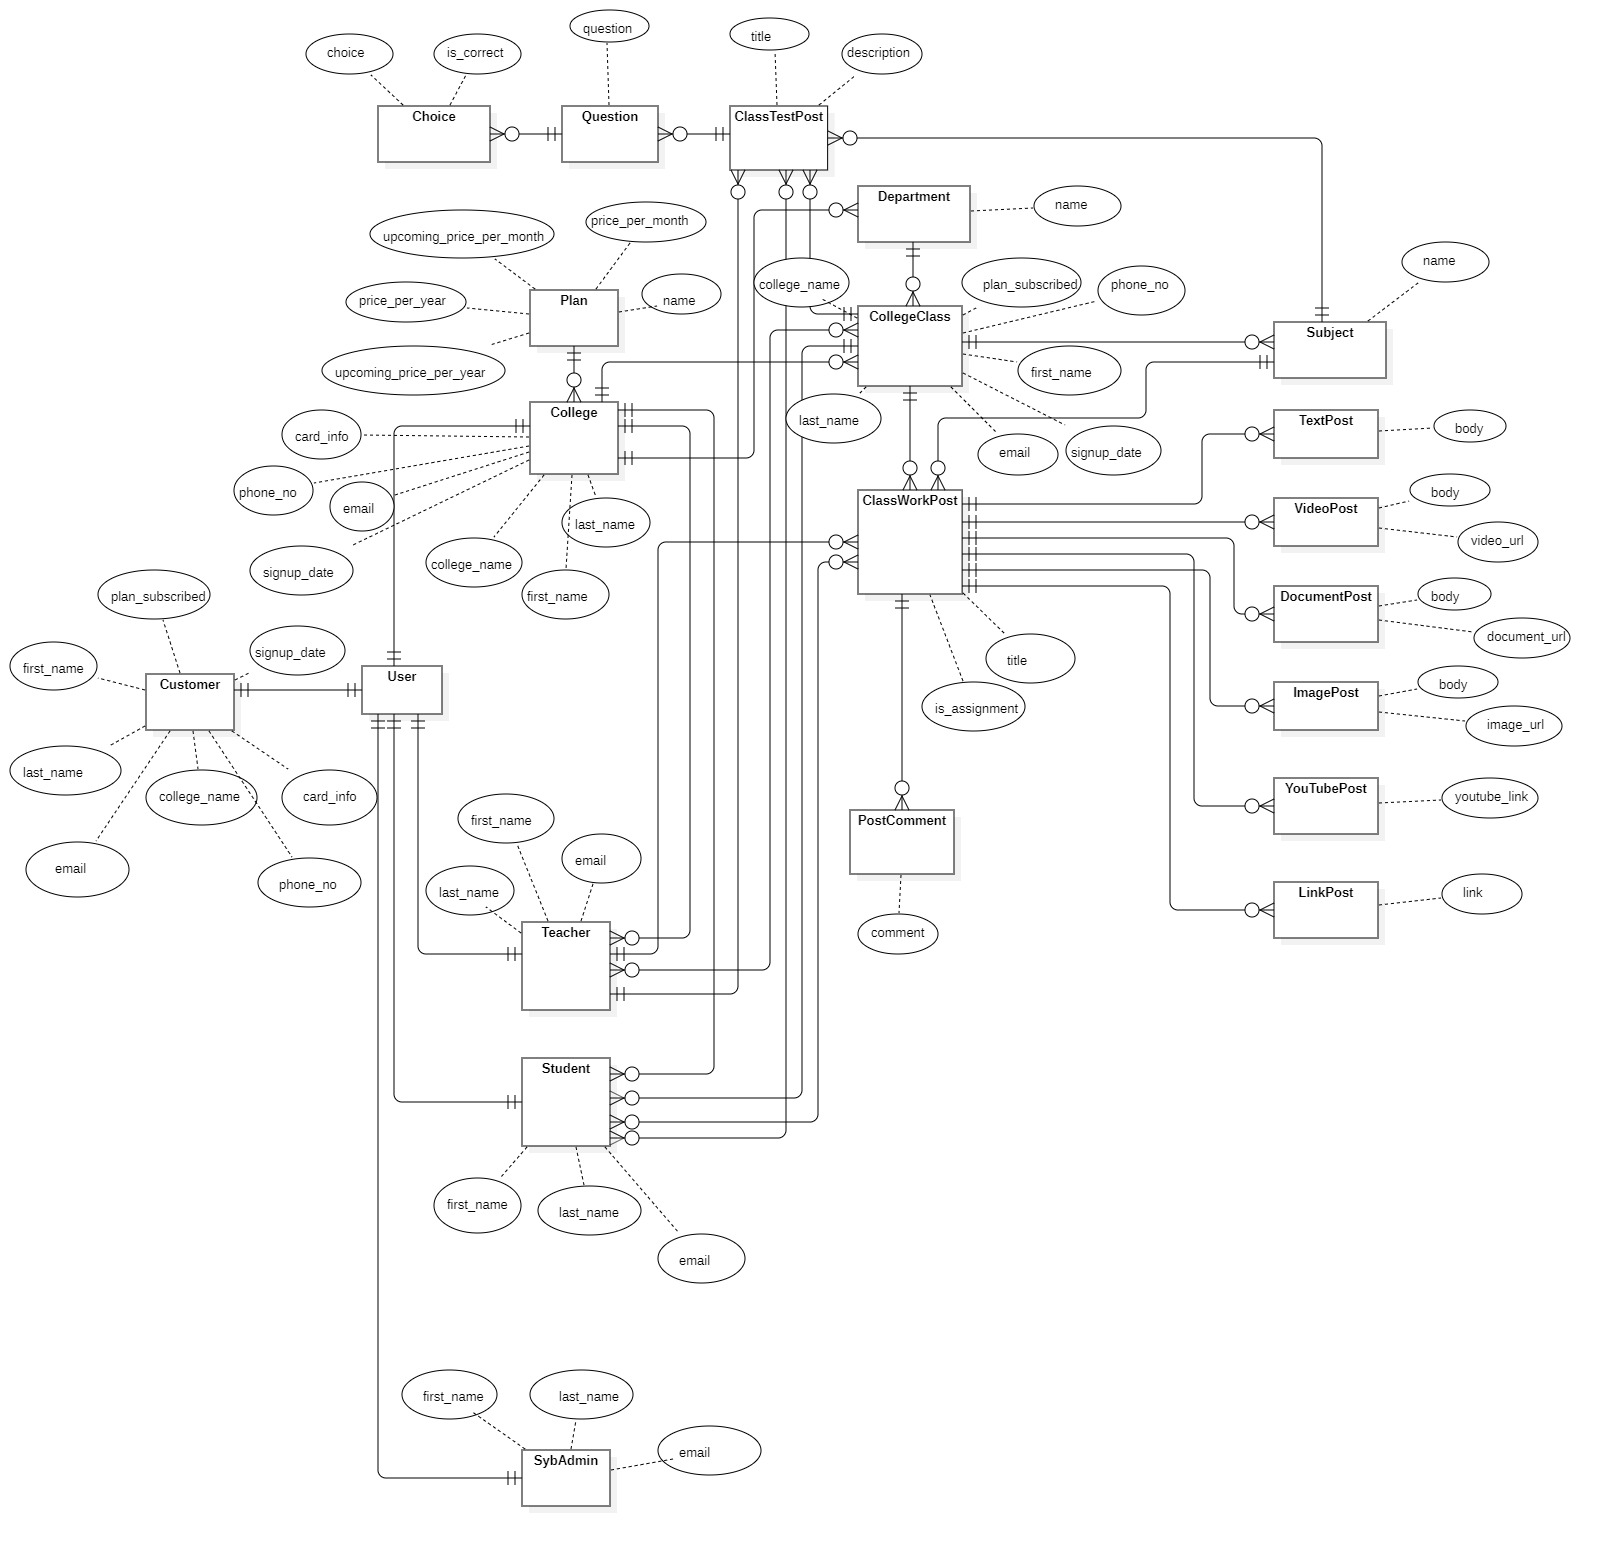 question
title
choice
is_correct
description
Choice
Question
ClassTestPost
Department
name
price_per_month
upcoming_price_per_month
name
college_name
plan_subscribed
phone_no
price_per_year
Plan
name
CollegeClass
Subject
upcoming_price_per_year
first_name
College
last_name
TextPost
body
card_info
email
signup_date
phone_no
email
last_name
ClassWorkPost
body
VideoPost
video_url
college_name
signup_date
first_name
plan_subscribed
DocumentPost
body
document_url
signup_date
first_name
title
Customer
User
is_assignment
ImagePost
body
image_url
last_name
college_name
card_info
YouTubePost
youtube_link
first_name
PostComment
email
phone_no
email
last_name
LinkPost
link
Teacher
comment
Student
first_name
last_name
email
first_name
last_name
SybAdmin
email